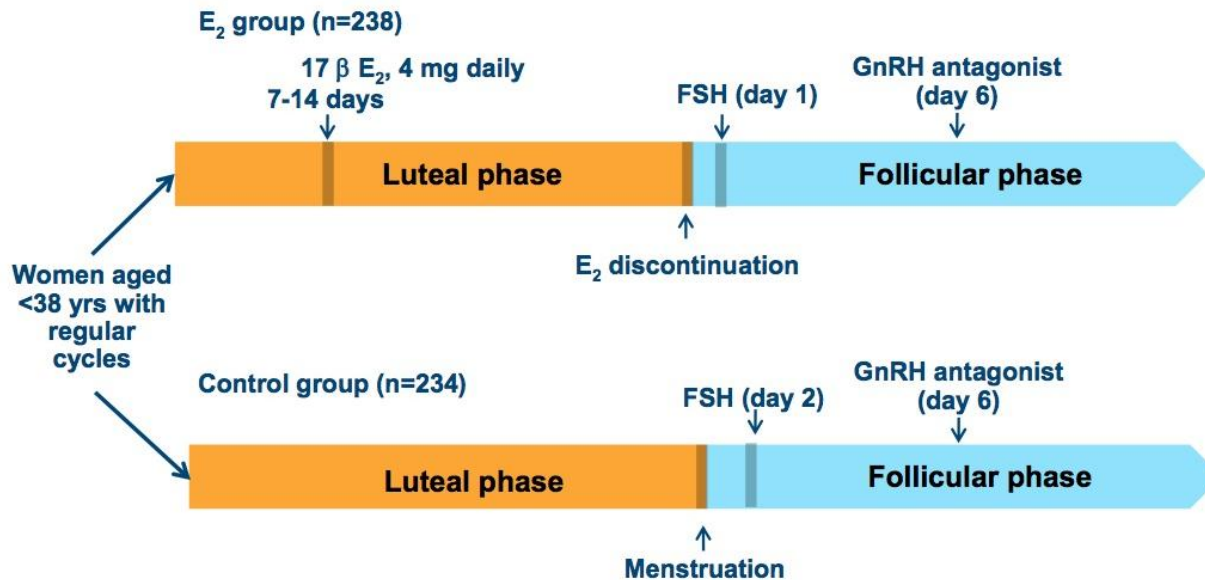 E₂ group (n=238)
17 β E₂, 4 mg daily
7-14 days
FSH (day 1)
GnRH antagonist
(day 6)
Luteal phase
Follicular phase
E₂ discontinuation
Women aged
<38 yrs with
regular
cycles
Control group (n=234)
FSH (day 2)
GnRH antagonist
(day 6)
Luteal phase
Follicular phase
Menstruation